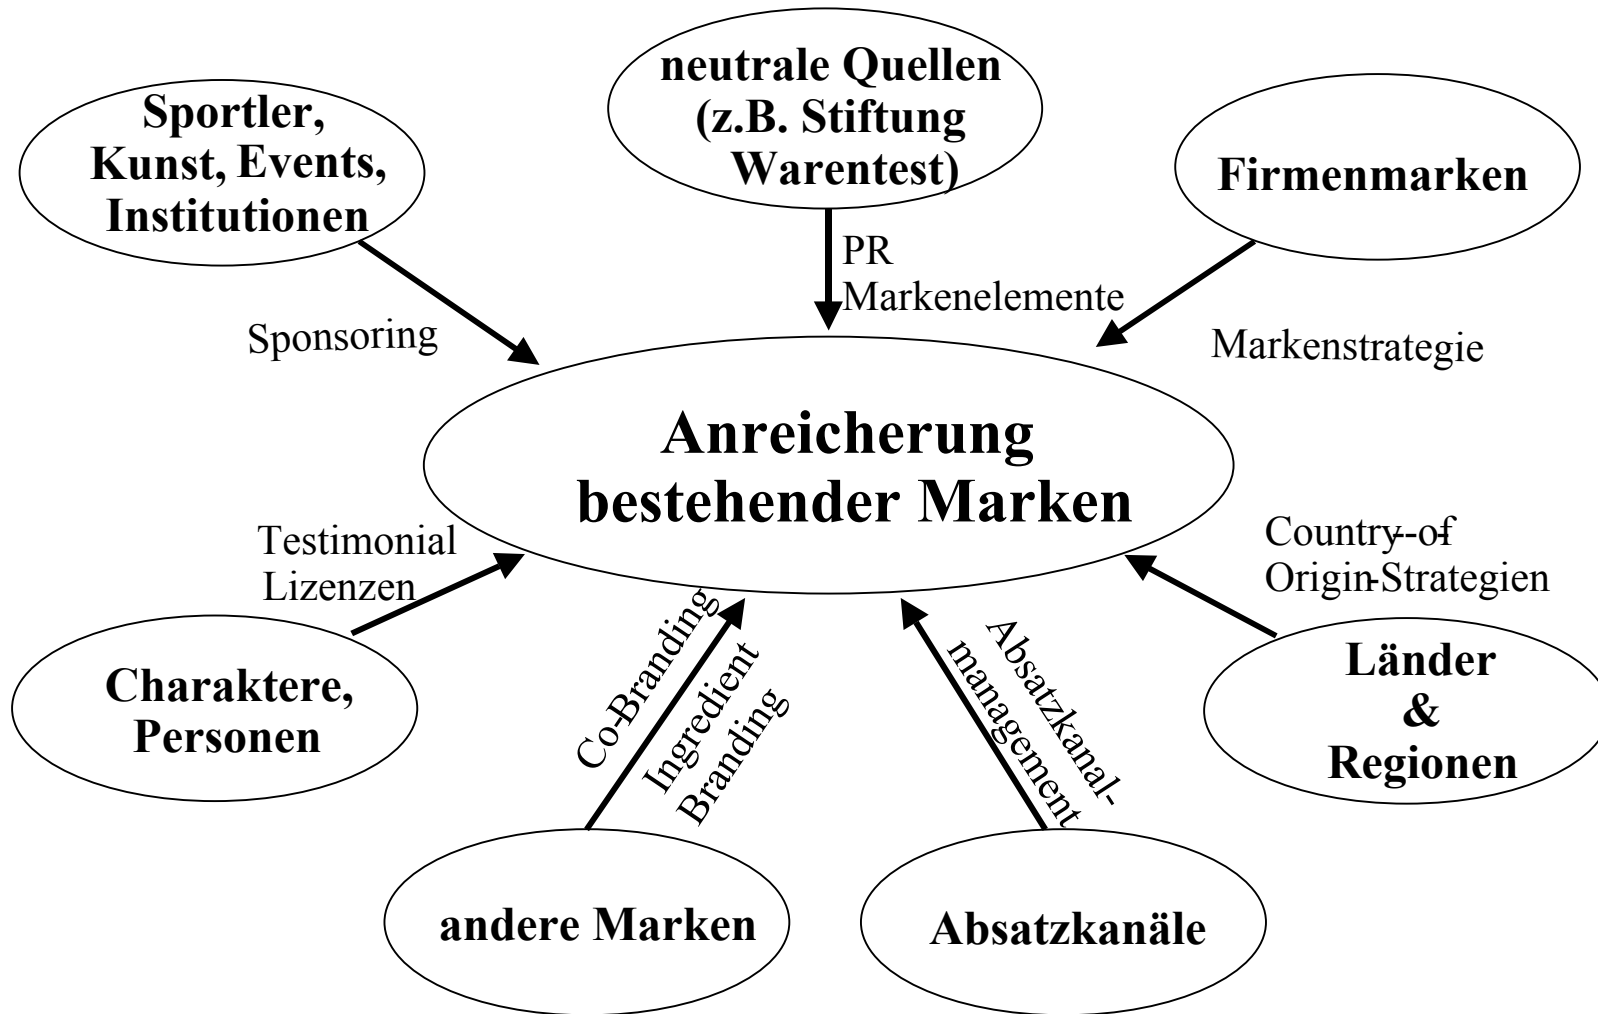 neutrale Quellen
(z.B. Stiftung
Warentest)
Sportler,
Kunst, Events,
Institutionen
Firmenmarken
PR
Markenelemente
Sponsoring
Markenstrategie
Anreicherung
bestehender Marken
Testimonial
Lizenzen
Country-of-
Origin-Strategien
Charaktere,
Personen
Co-Branding
Ingredient
Branding
Absatzkanal-
management
Länder
&
Regionen
andere Marken
Absatzkanäle